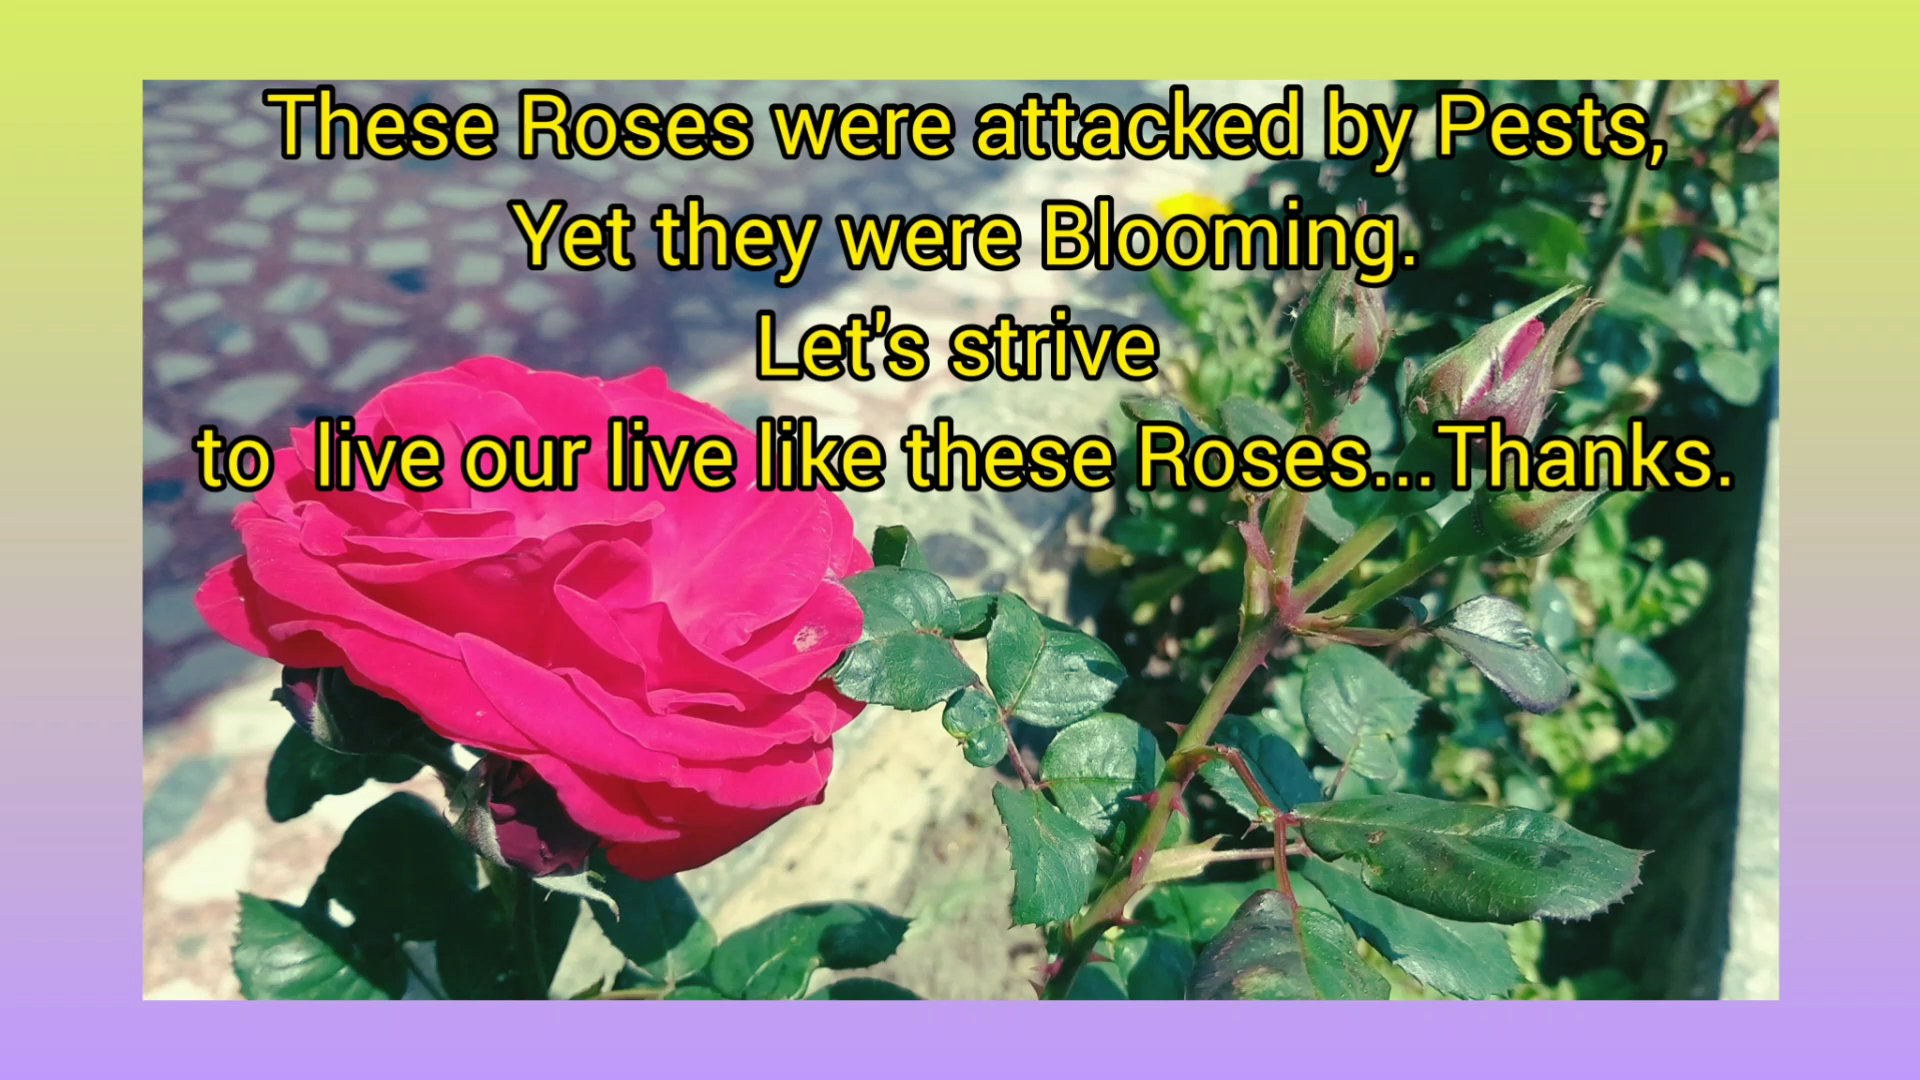 These Roses were attacked by Pests,
Yet they were Blooming.
Let's strive
to  live our live like these Roses...Thanks.